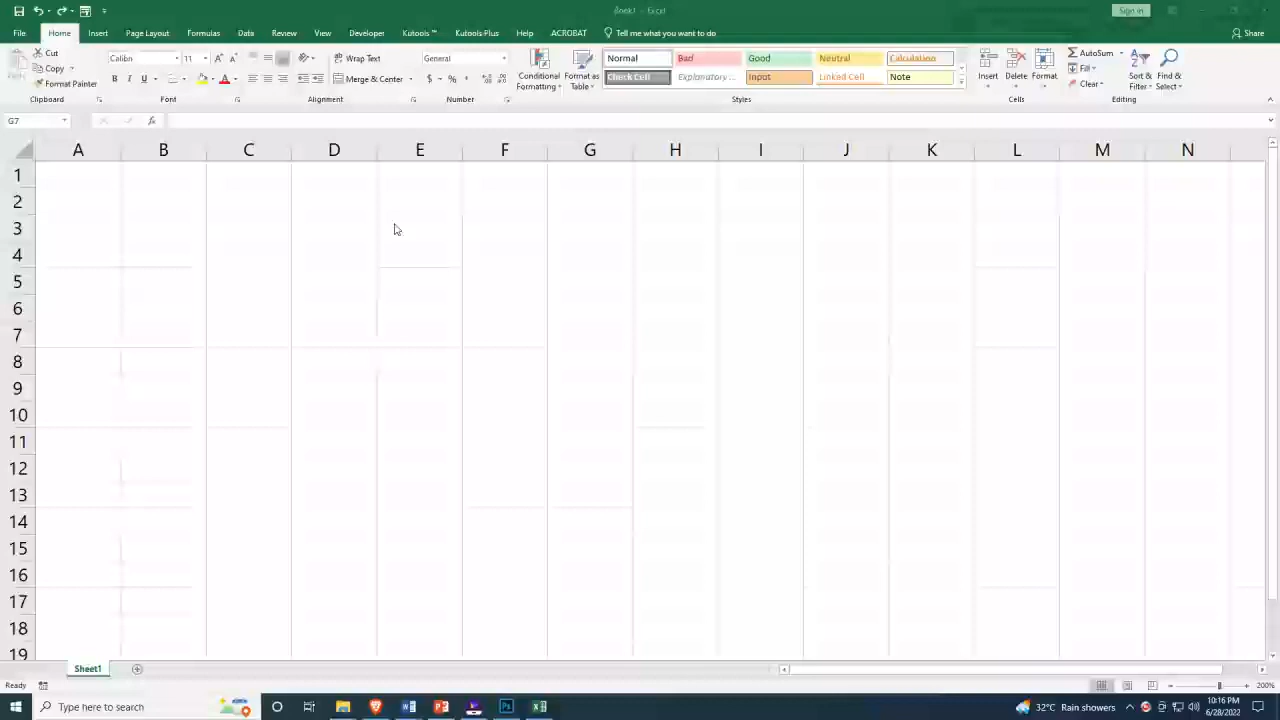 Book1 - Excel
Sign in
File Home Insert Page Layout Formulas Data Review View Developer Kutools ™ Kutools Plus Help ACROBAT Tell me what you want to do Share
Cut
Copy
Format Painter
Clipboard
Calibri 11
B I U
Font
Wrap Text
Merge & Center
Alignment
General
Number
Conditional Formatting
Format as Table
Normal Bad Good Neutral Calculation
Check Cell Explanatory ... Input Linked Cell Note
Styles
Insert Delete Format
Cells
AutoSum
Fill
Clear
Sort & Filter
Find & Select
Editing
G7 fx
A B C D E F G H I J K L M N
1
2
3
4
5
6
7
8
9
10
11
12
13
14
15
16
17
18
19
Sheet1
Ready 200%
Type here to search 32°C Rain showers 10:16 PM
6/28/2022